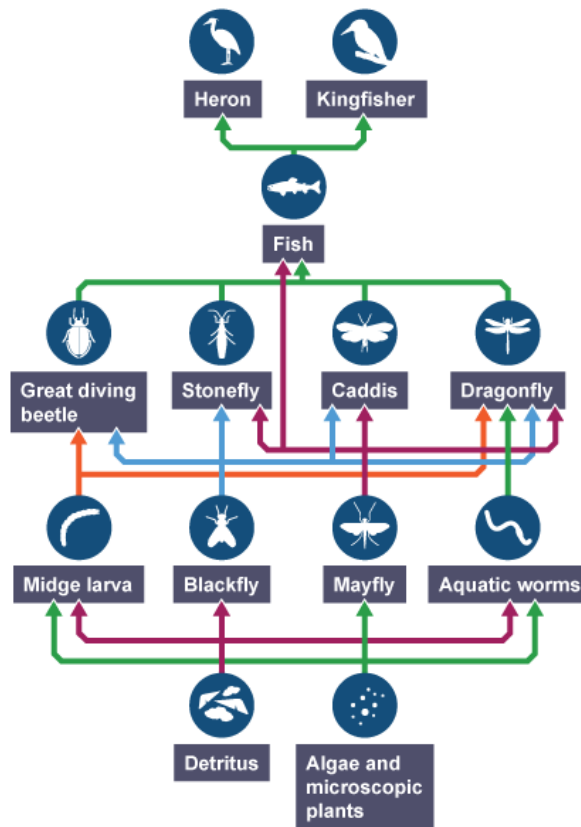 Heron
Kingfisher
Fish
Great diving
beetle
Stonefly
Caddis
Dragonfly
Midge larva
Blackfly
Mayfly
Aquatic worms
Detritus
Algae and
microscopic
plants